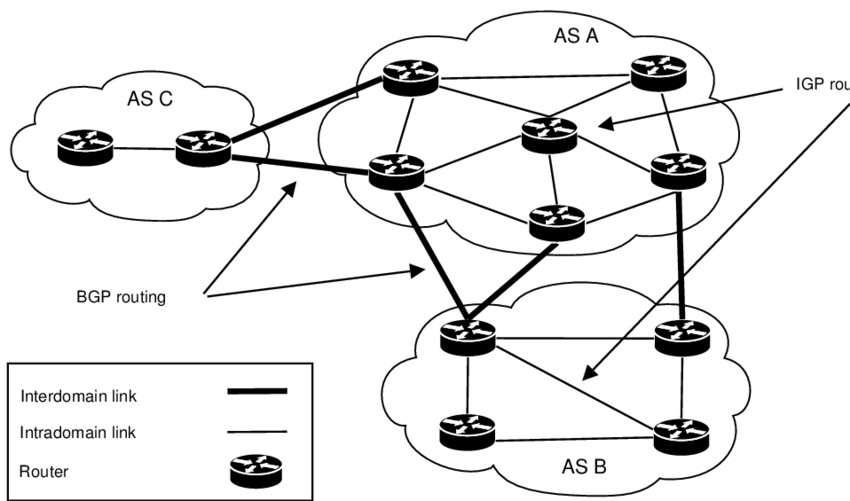 AS A
AS C
IGP rou
BGP routing
Interdomain link
Intradomain link
Router
AS B